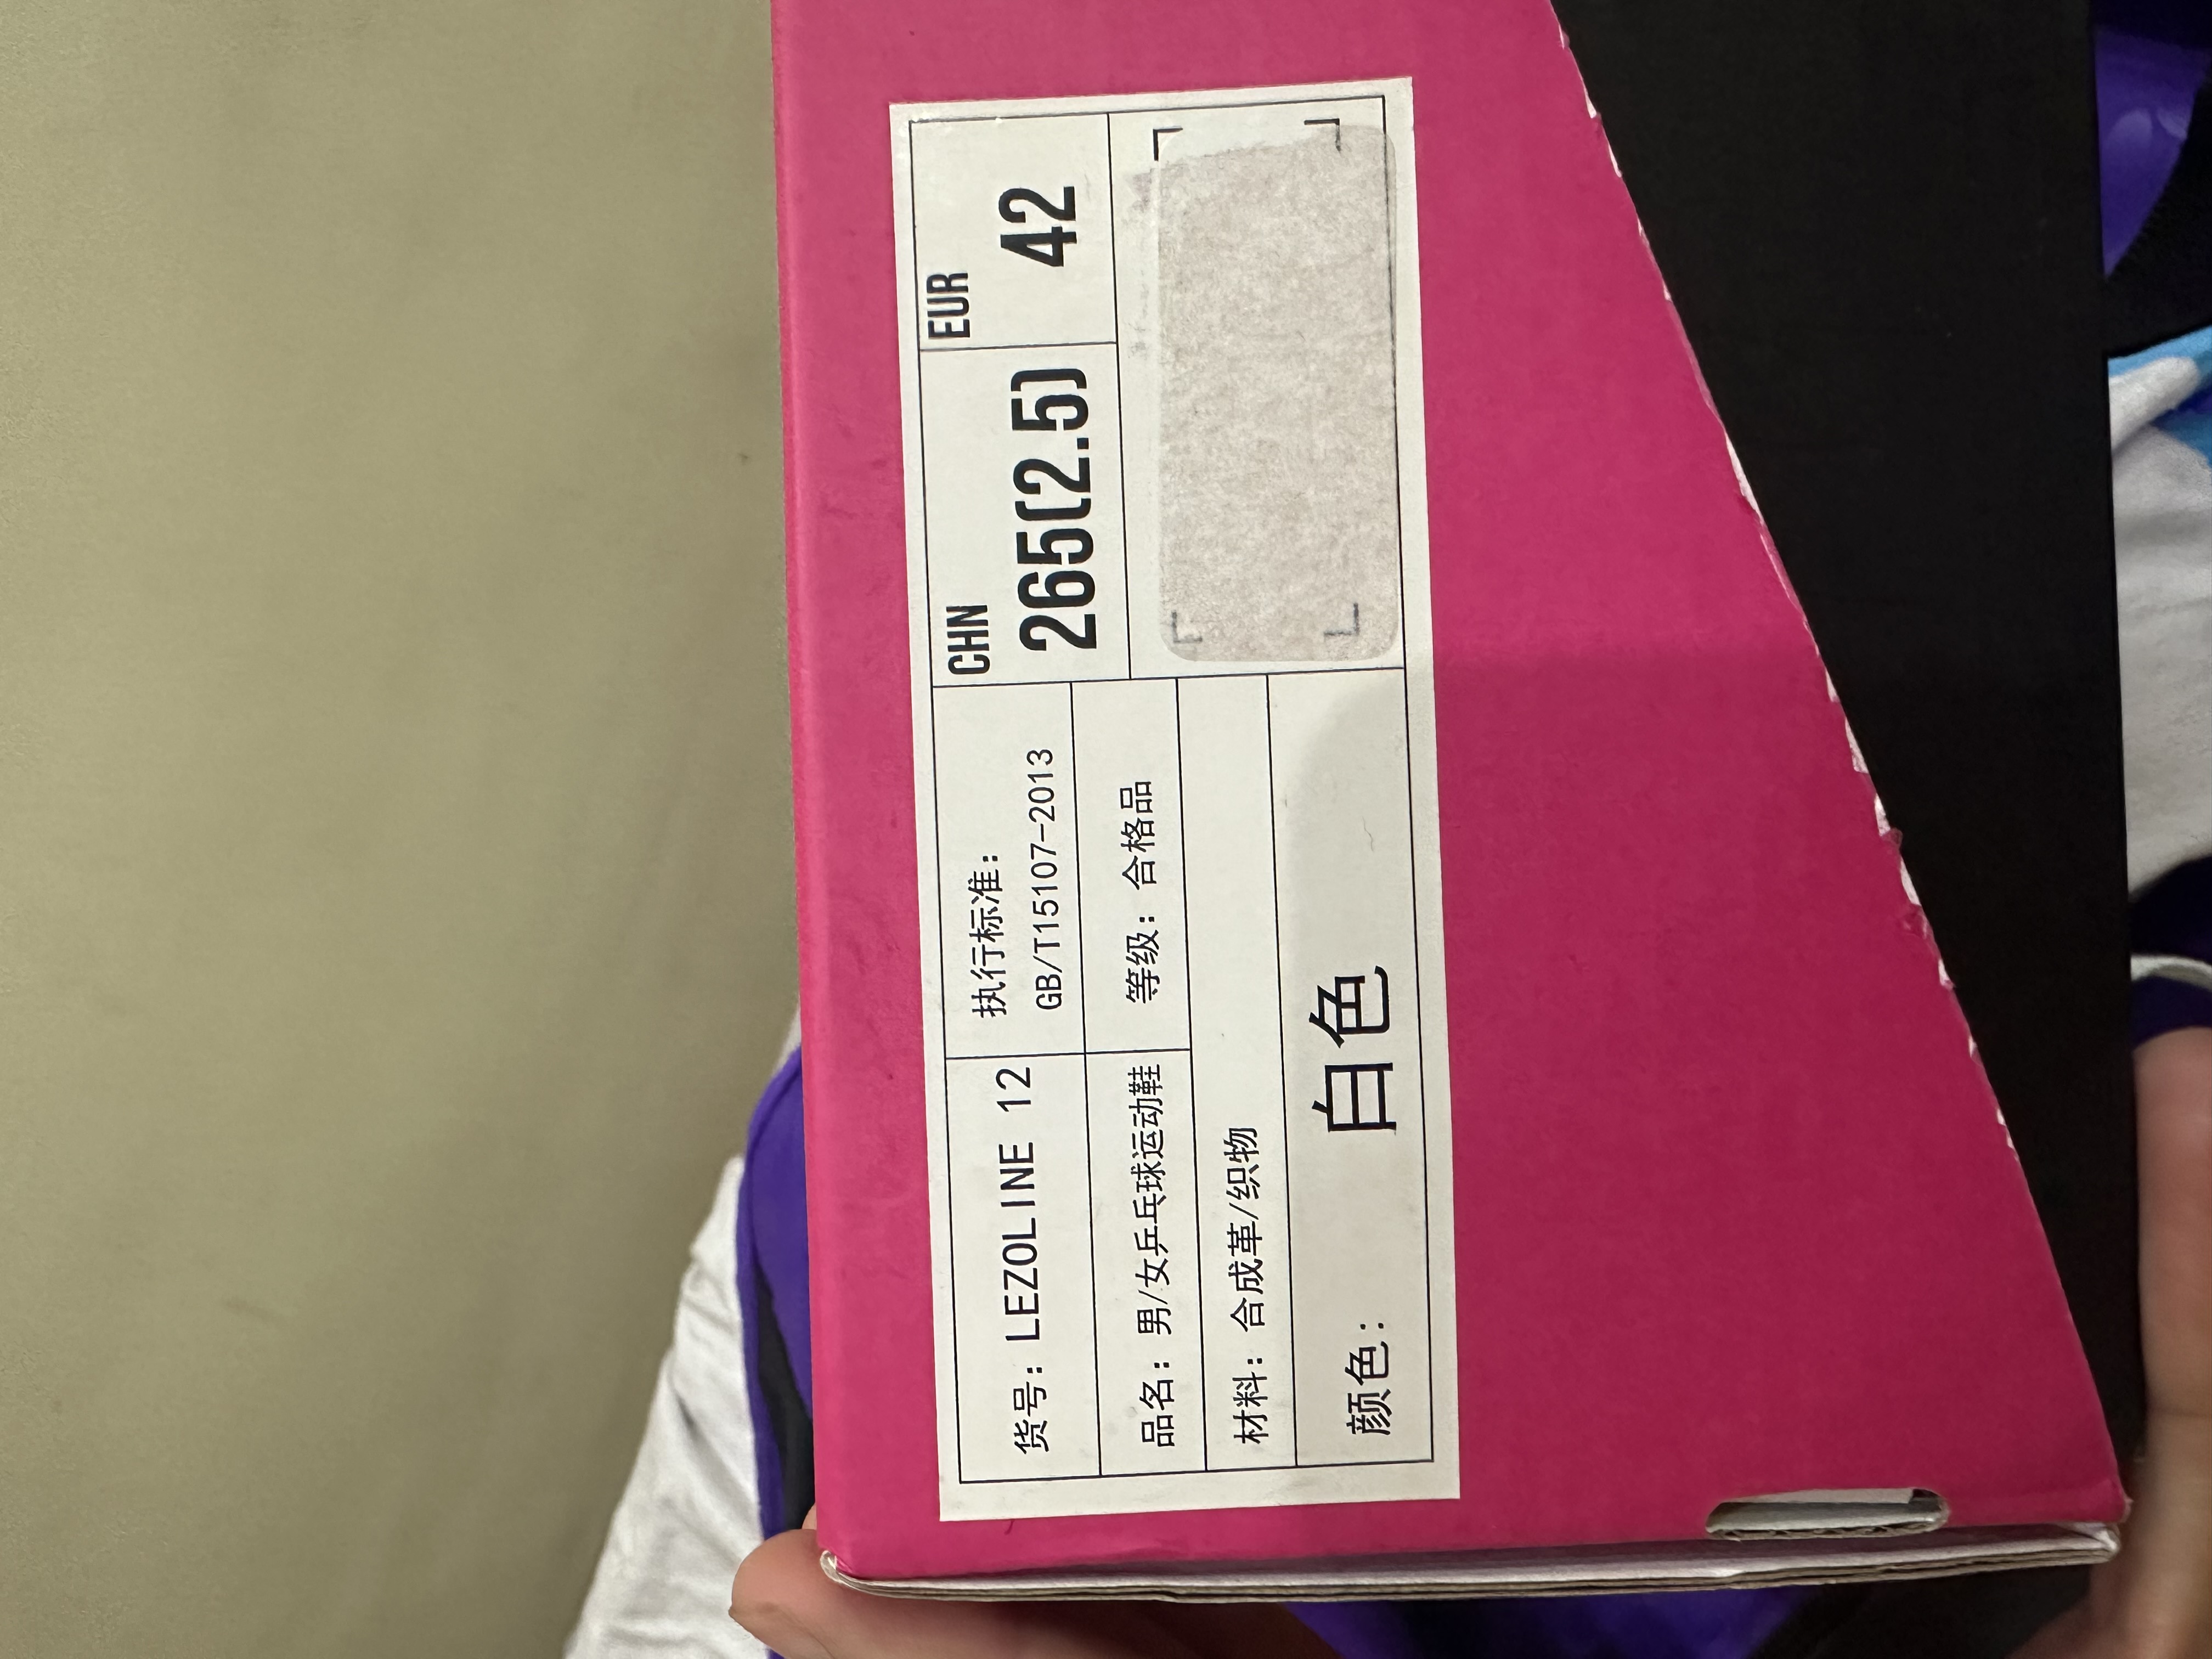 货号: LEZOLINE 12
执行标准:
GB/T15107-2013
CHN
265(2.5)
EUR
42
品名: 男/女乒乓球运动鞋
等级: 合格品
材料: 合成革/织物
颜色: 白色